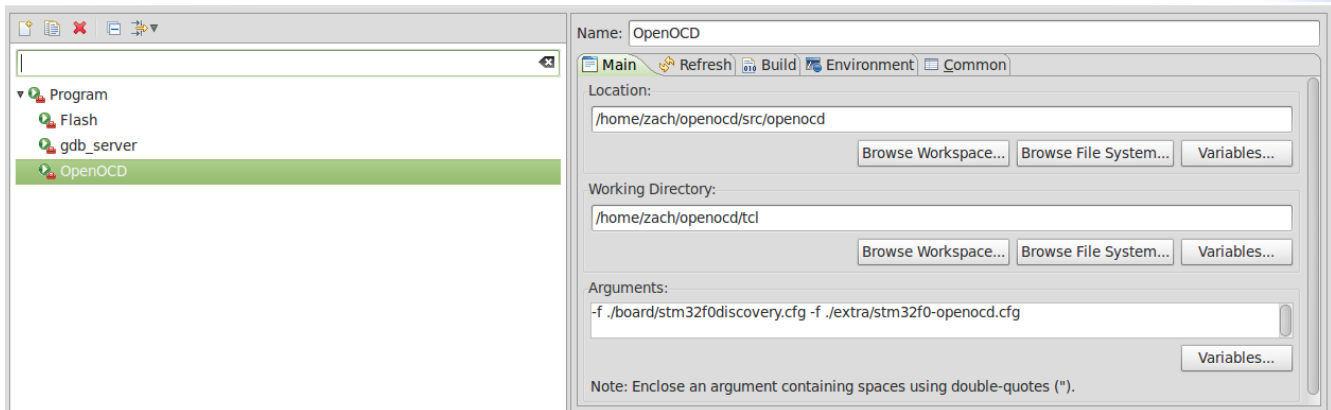 Program
Flash
gdb_server
OpenOCD
Name: OpenOCD
Main Refresh Build Environment Common
Location:
/home/zach/openocd/src/openocd
Browse Workspace... Browse File System... Variables...
Working Directory:
/home/zach/openocd/tcl
Browse Workspace... Browse File System... Variables...
Arguments:
-f ./board/stm32f0discovery.cfg -f ./extra/stm32f0-openocd.cfg
Variables...
Note: Enclose an argument containing spaces using double-quotes (").